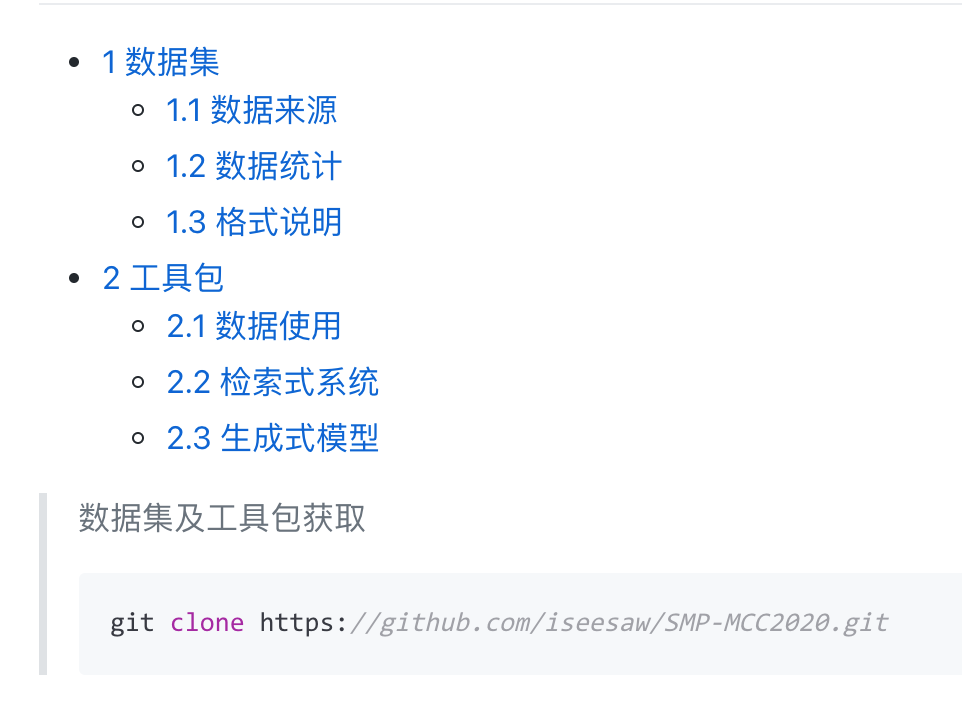 1 数据集
1.1 数据来源
1.2 数据统计
1.3 格式说明
2 工具包
2.1 数据使用
2.2 检索式系统
2.3 生成式模型
数据集及工具包获取
git clone https://github.com/iseesaw/SMP-MCC2020.git